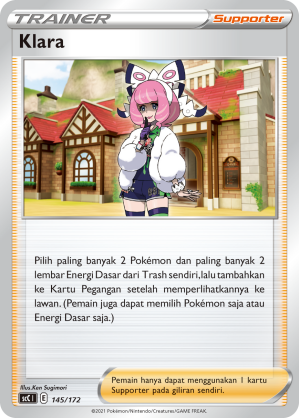 TRAINER Supporter
Klara
Pilih paling banyak 2 Pokémon dan paling banyak 2
lembar Energi Dasar dari Trash sendiri,lalu tambahkan
ke Kartu Pegangan setelah memperlihatkannya ke
lawan. (Pemain juga dapat memilih Pokémon saja atau
Energi Dasar saja.)
Illus.Ken Sugimori
sC1 I E 145/172
Pemain hanya dapat menggunakan 1 kartu
Supporter pada giliran sendiri.
©2021 Pokémon/Nintendo/Creatures/GAME FREAK.